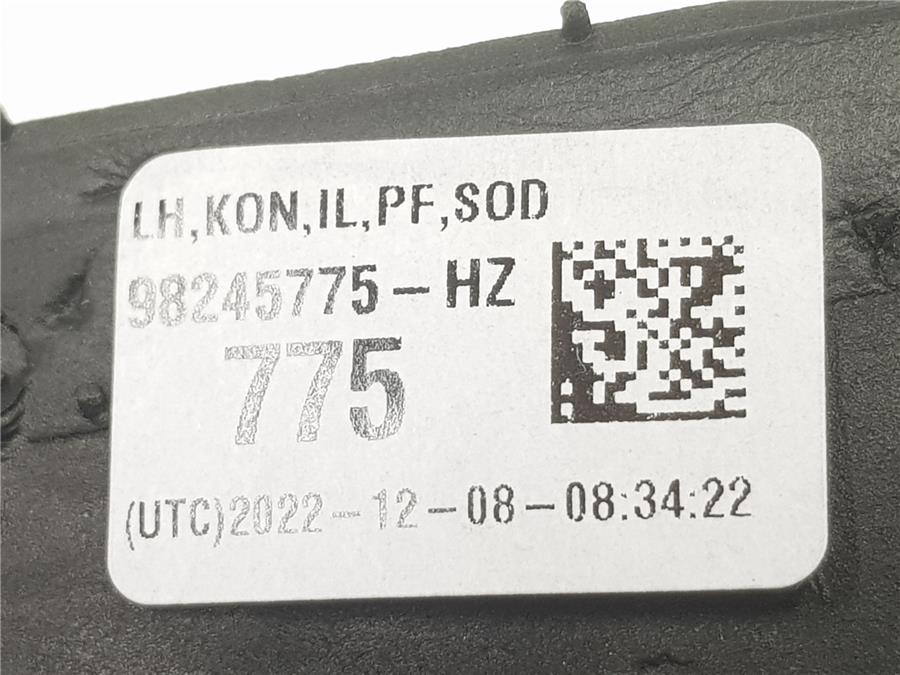 LH,KON,IL,PF,SOD
98245775-HZ
775
(UTC)2022-12-08-08:34:22